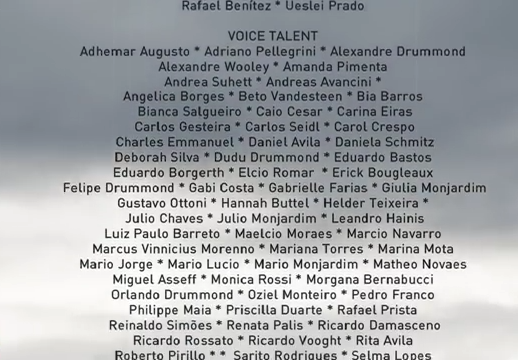 Rafael Benítez * Ueslei Prado
VOICE TALENT
Adhemar Augusto * Adriano Pellegrini * Alexandre Drummond
Alexandre Wooley * Amanda Pimenta
Andrea Suhett * Andreas Avancini *
Angelica Borges * Beto Vandesteen * Bia Barros
Bianca Salgueiro * Caio Cesar * Carina Eiras
Carlos Gesteira * Carlos Seidl * Carol Crespo
Charles Emmanuel * Daniel Avila * Daniela Schmitz
Deborah Silva * Dudu Drummond * Eduardo Bastos
Eduardo Borgerth * Elcio Romar * Erick Bougleaux
Felipe Drummond * Gabi Costa * Gabrielle Farias * Giulia Monjardim
Gustavo Ottoni * Hannah Buttel * Helder Teixeira *
Julio Chaves * Julio Monjardim * Leandro Hainis
Luiz Paulo Barreto * Maelcio Moraes * Marcio Navarro
Marcus Vinnicius Morenno * Mariana Torres * Marina Mota
Mario Jorge * Mario Lucio * Mario Monjardim * Matheo Novaes
Miguel Asseff * Monica Rossi * Morgana Bernabucci
Orlando Drummond * Oziel Monteiro * Pedro Franco
Philippe Maia * Priscilla Duarte * Rafael Prista
Reinaldo Simões * Renata Palis * Ricardo Damasceno
Ricardo Rossato * Ricardo Vooght * Rita Avila
Roberto Pirillo * * Sarito Rodrigues * Selma Lopes